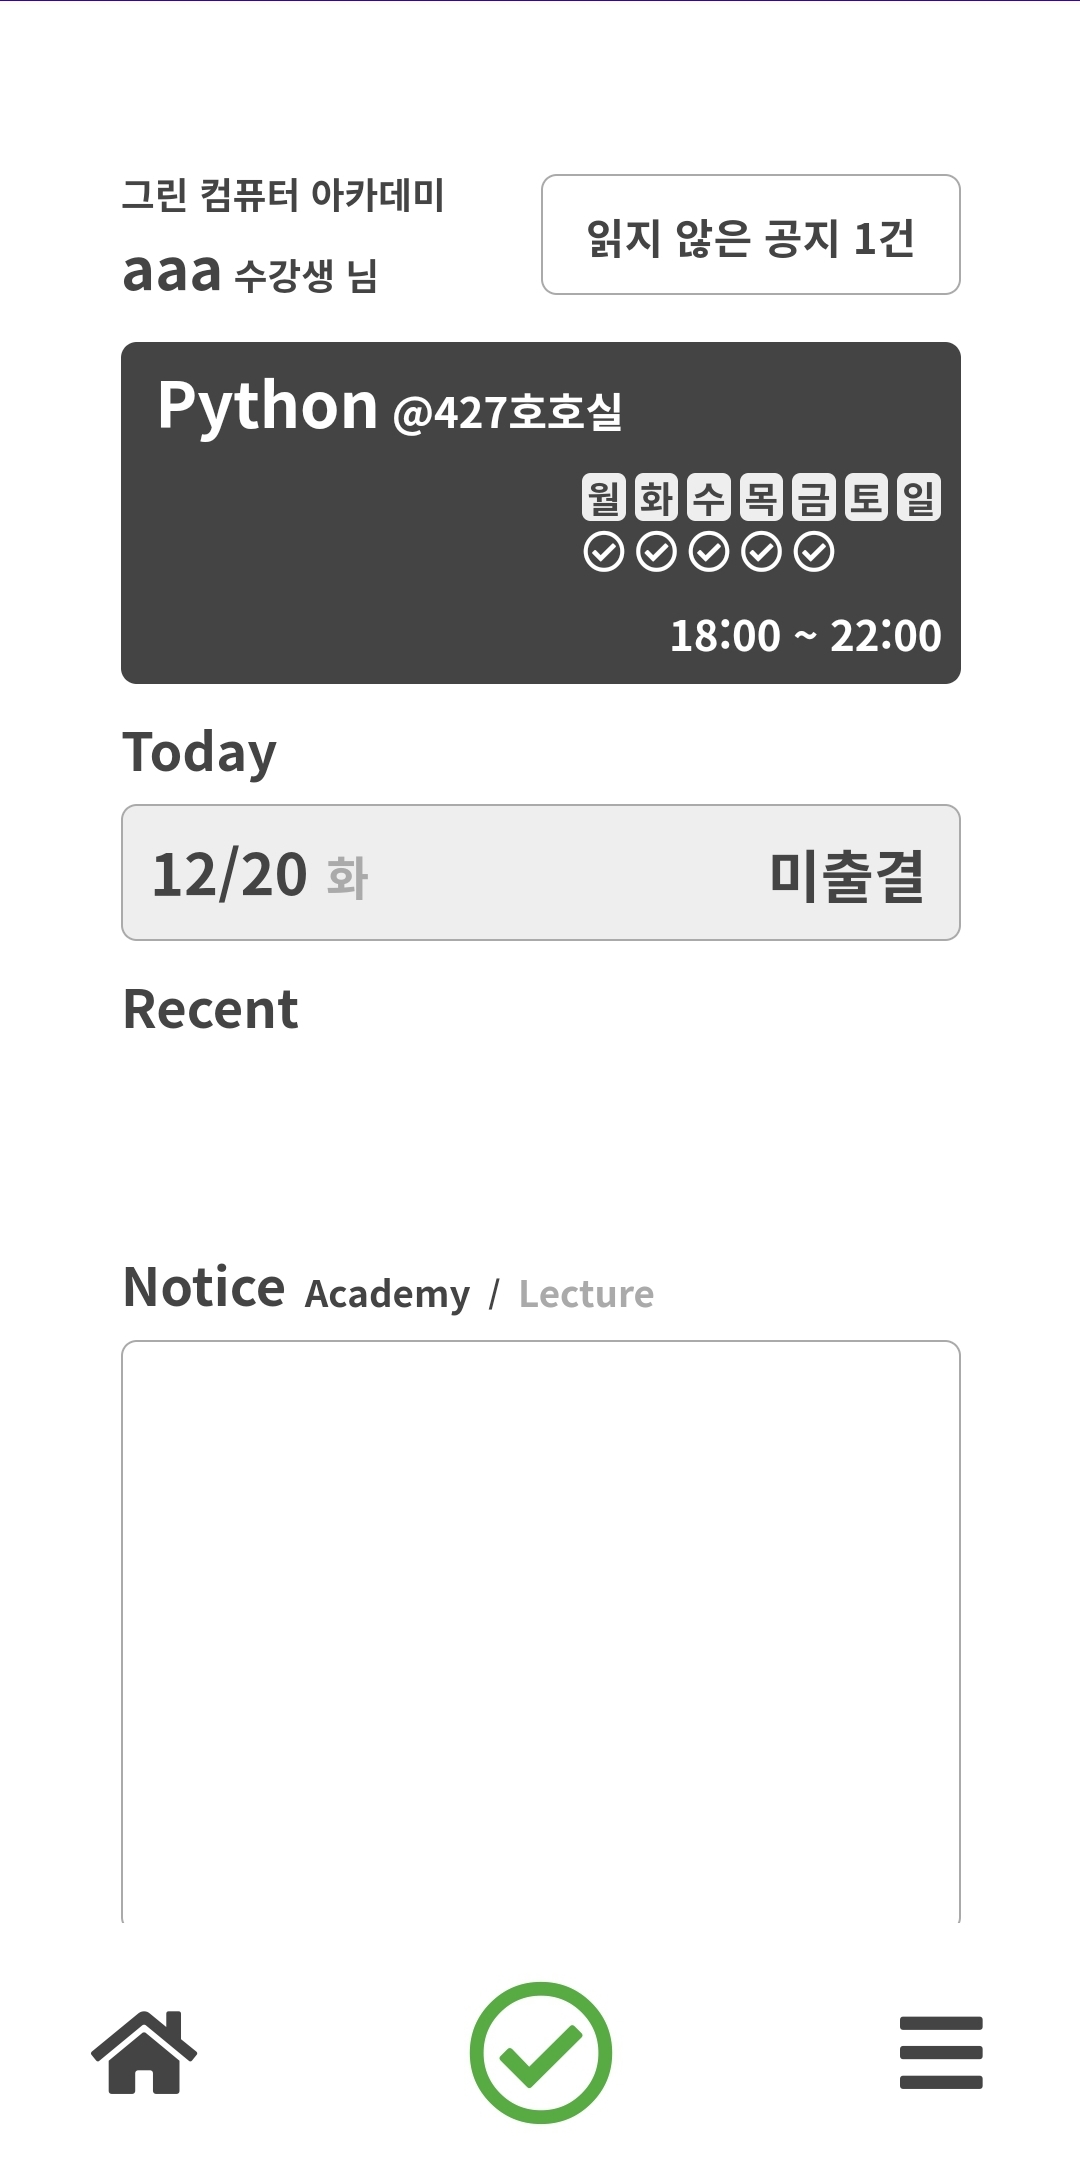 그린 컴퓨터 아카데미
aaa 수강생 님
읽지 않은 공지 1건
Python @427호호실
월 화 수 목 금 토 일
18:00 ~ 22:00
Today
12/20 화 미출결
Recent
Notice Academy / Lecture